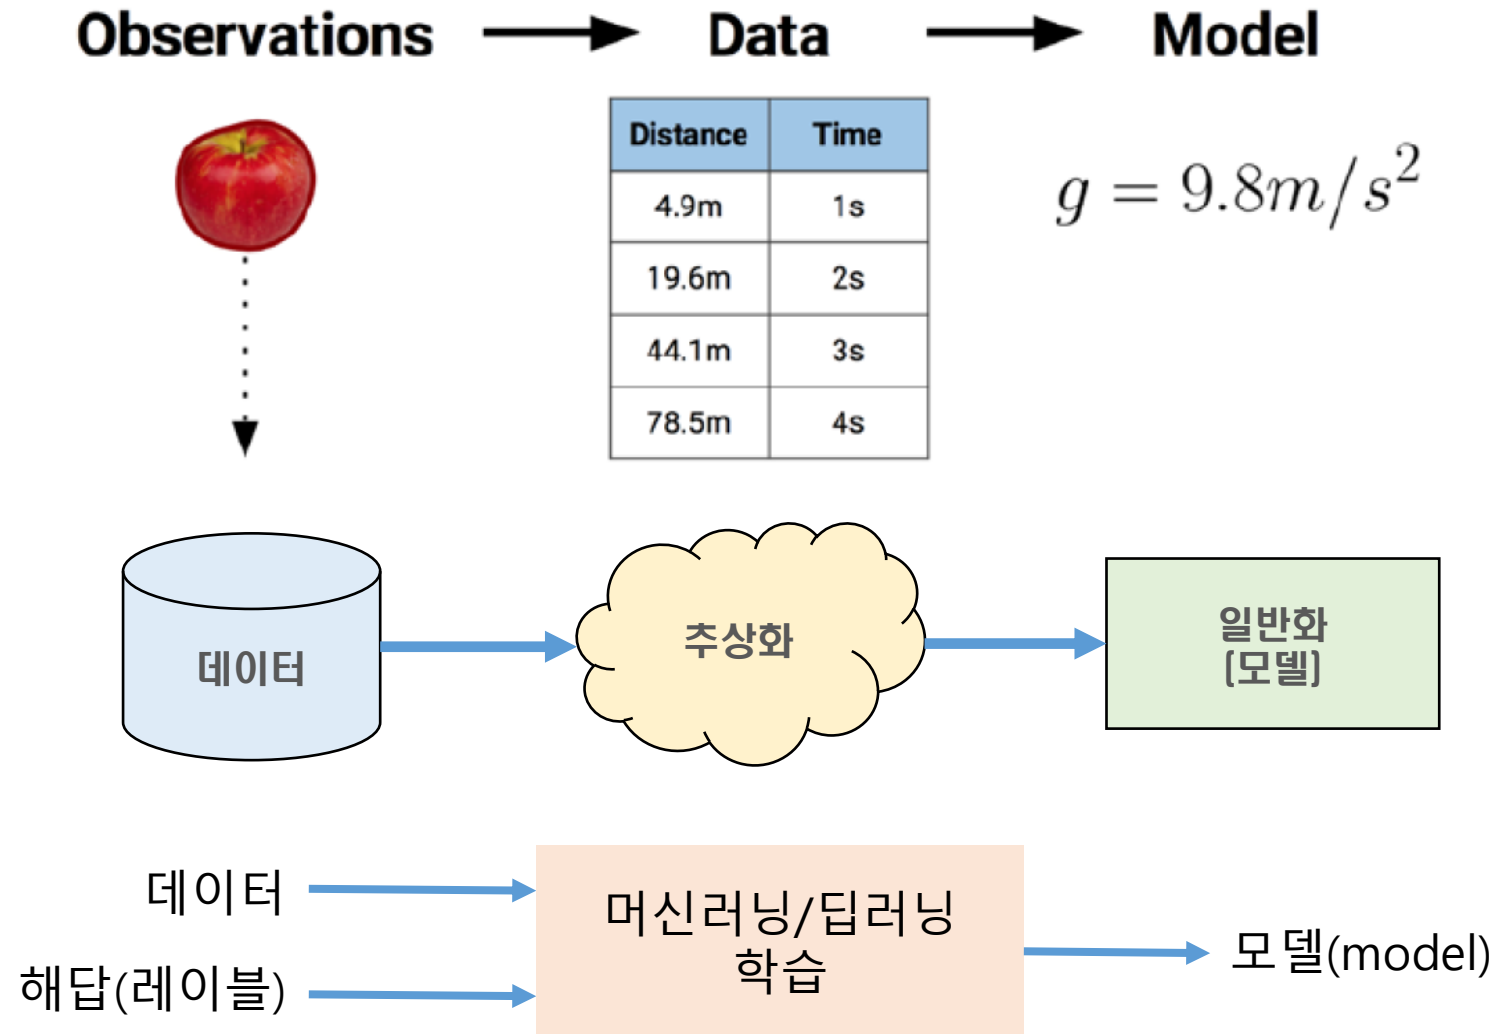 Observations
Data
Model
Distance
Time
4.9m
1s
19.6m
2s
44.1m
3s
78.5m
4s
g = 9.8m/s²
데이터
추상화
일반화
[모델]
데이터
해답(레이블)
머신러닝/딥러닝
학습
모델(model)